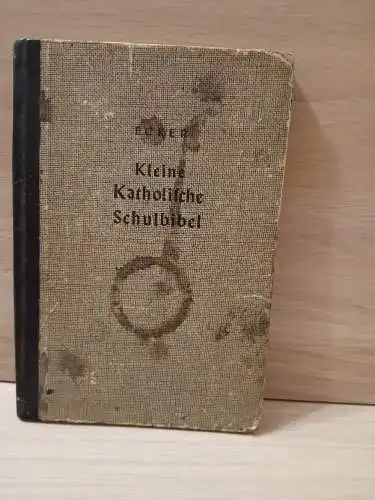 ECKER
Kleine
Katholiſche
Schulbibel